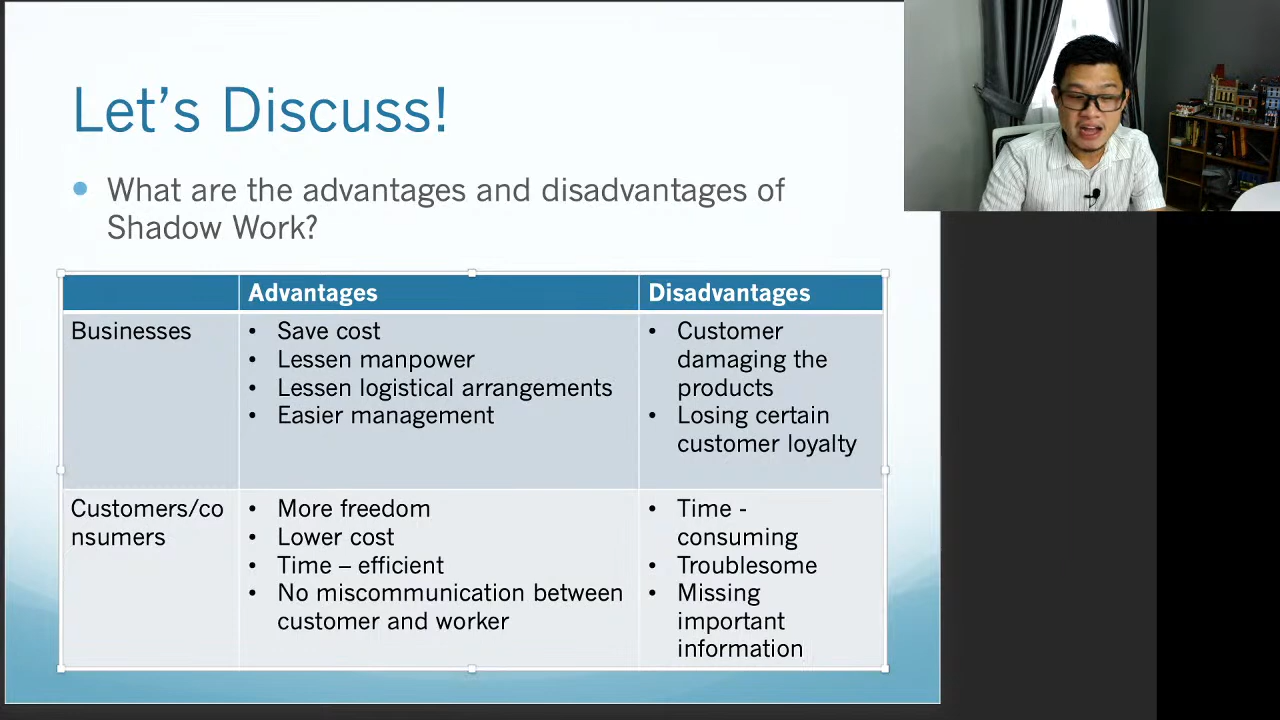 Let's Discuss!
• What are the advantages and disadvantages of
Shadow Work?
Advantages
Disadvantages
Businesses
• Save cost
• Lessen manpower
• Lessen logistical arrangements
• Easier management
• Customer
damaging the
products
• Losing certain
customer loyalty
Customers/co
nsumers
• More freedom
• Lower cost
• Time – efficient
• No miscommunication between
customer and worker
• Time -
consuming
• Troublesome
• Missing
important
information